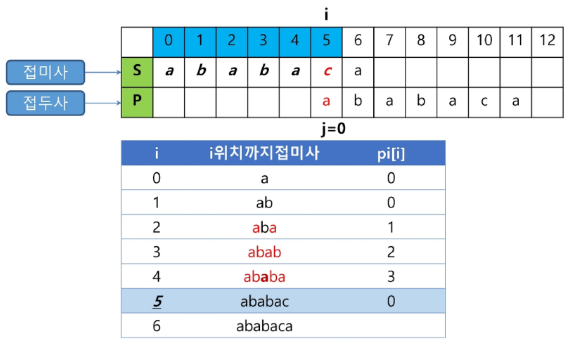 i
0 1 2 3 4 5 6 7 8 9 10 11 12
접미사 S a b a b a c a
접두사 P a b a b a c a
j=0
i i위치까지접미사 pi[i]
0 a 0
1 ab 0
2 aba 1
3 abab 2
4 ababa 3
5 ababac 0
6 ababaca